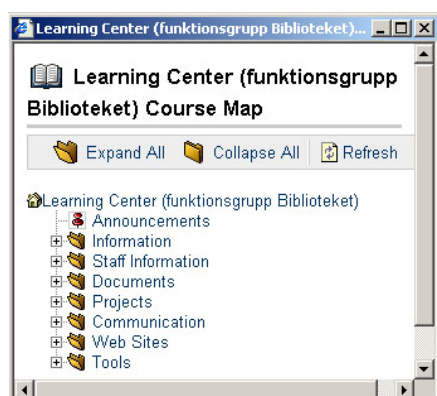 Learning Center (funktionsgrupp Biblioteket)...
Learning Center (funktionsgrupp
Biblioteket) Course Map
Expand All Collapse All Refresh
Learning Center (funktionsgrupp Biblioteket)
Announcements
Information
Staff Information
Documents
Projects
Communication
Web Sites
Tools